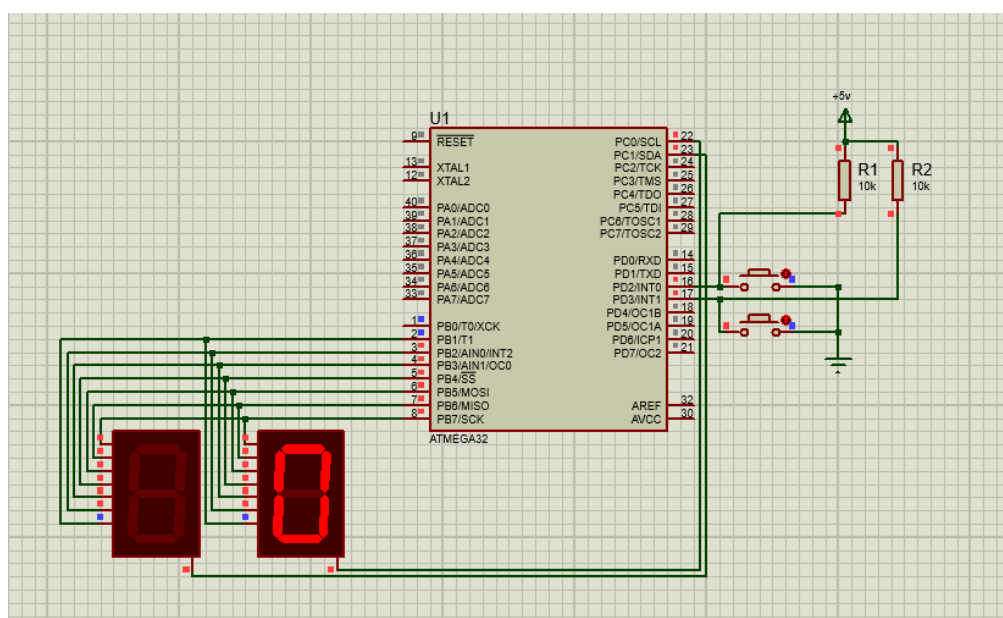 +5v
U1
9 RESET
13 XTAL1
12 XTAL2
40 PA0/ADC0
39 PA1/ADC1
38 PA2/ADC2
37 PA3/ADC3
36 PA4/ADC4
35 PA5/ADC5
34 PA6/ADC6
33 PA7/ADC7
1 PB0/T0/XCK
2 PB1/T1
3 PB2/AIN0/INT2
4 PB3/AIN1/OC0
5 PB4/SS
6 PB5/MOSI
7 PB6/MISO
8 PB7/SCK
PC0/SCL 22
PC1/SDA 23
PC2/TCK 24
PC3/TMS 25
PC4/TDO 26
PC5/TDI 27
PC6/TOSC1 28
PC7/TOSC2 29
PD0/RXD 14
PD1/TXD 15
PD2/INT0 16
PD3/INT1 17
PD4/OC1B 18
PD5/OC1A 19
PD6/ICP1 20
PD7/OC2 21
AREF 32
AVCC 30
ATMEGA32
R1
10k
R2
10k
0